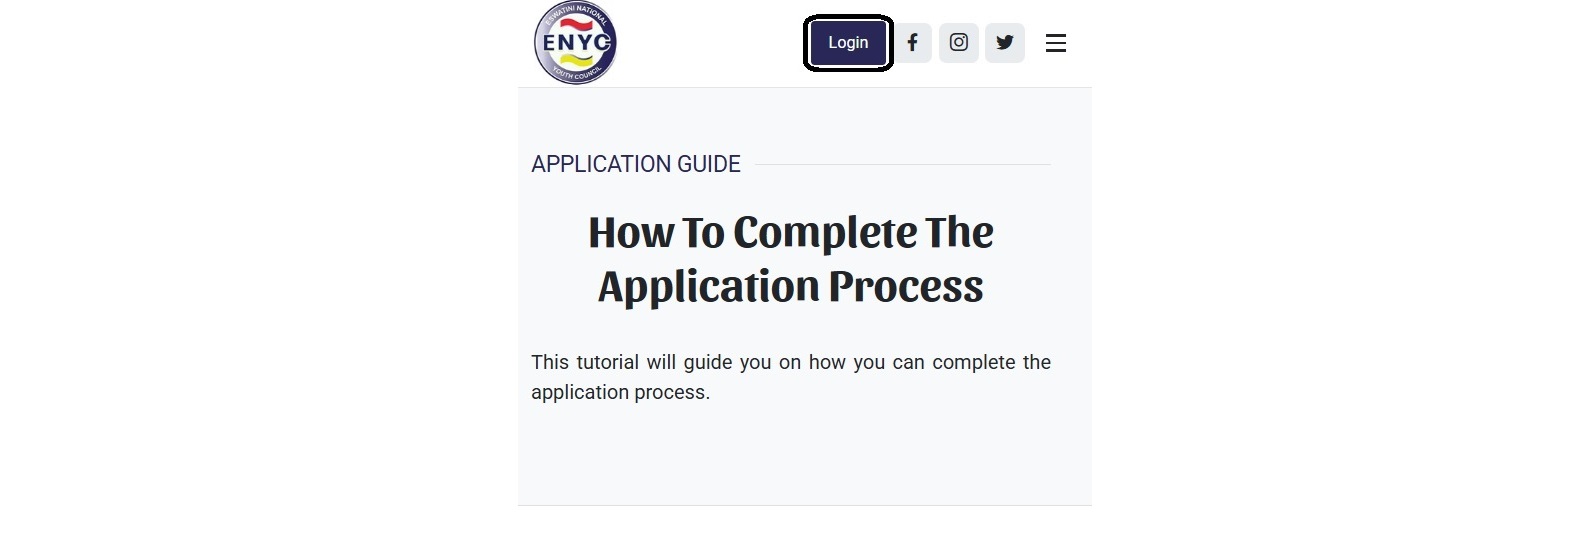 ESWATINI NATIONAL
ENYC
YOUTH COUNCIL
Login
APPLICATION GUIDE
How To Complete The
Application Process
This tutorial will guide you on how you can complete the
application process.